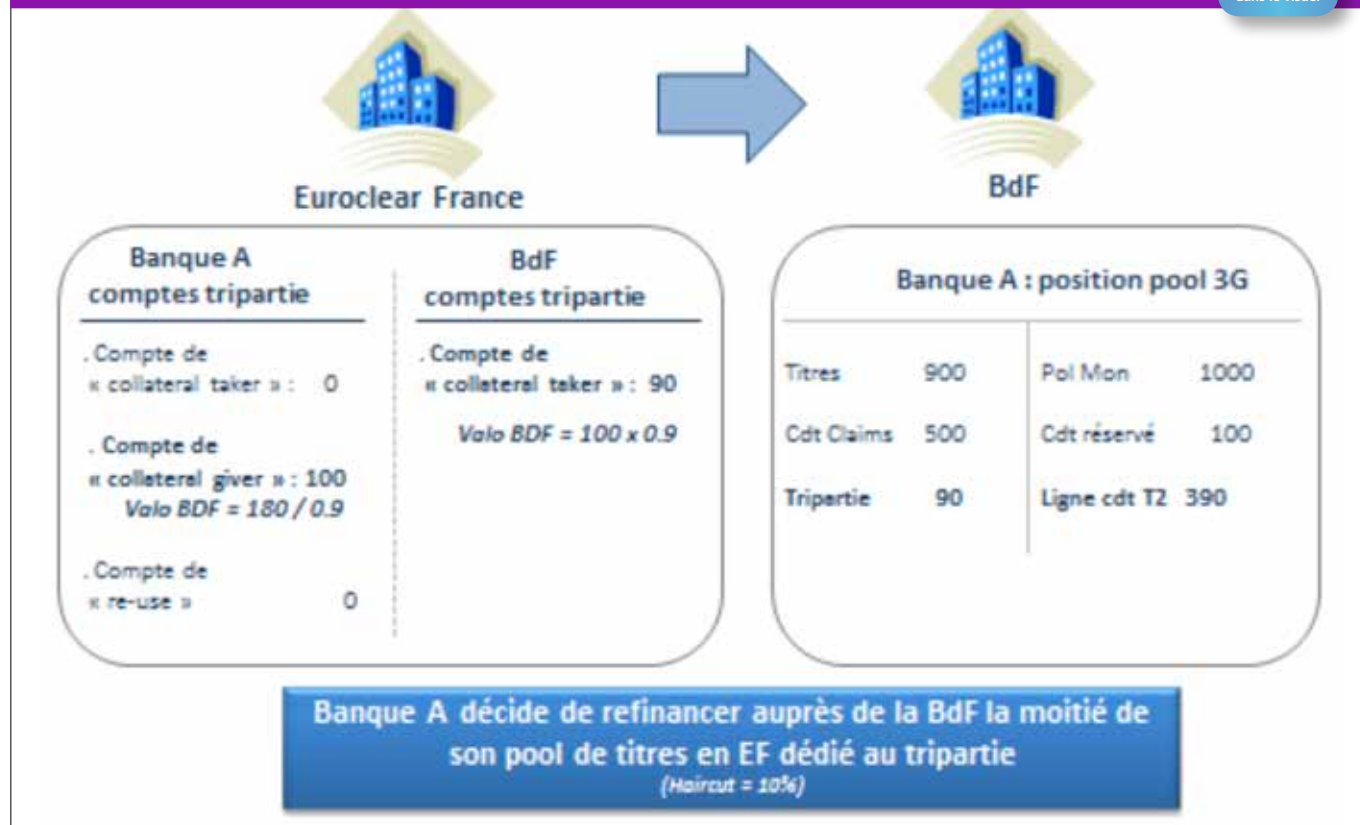 Euroclear France
BdF
Banque A
comptes tripartie
. Compte de
« collateral taker » : 0
. Compte de
« collateral giver » : 100
Valo BDF = 180 / 0.9
. Compte de
« re-use » 0
BdF
comptes tripartie
. Compte de
« collateral taker » : 90
Valo BDF = 100 x 0.9
Banque A : position pool 3G
Titres 900 Pol Mon 1000
Cdt Claims 500 Cdt réservé 100
Tripartie 90 Ligne cdt T2 390
Banque A décide de refinancer auprès de la BdF la moitié de
son pool de titres en EF dédié au tripartie
(Haircut = 10%)